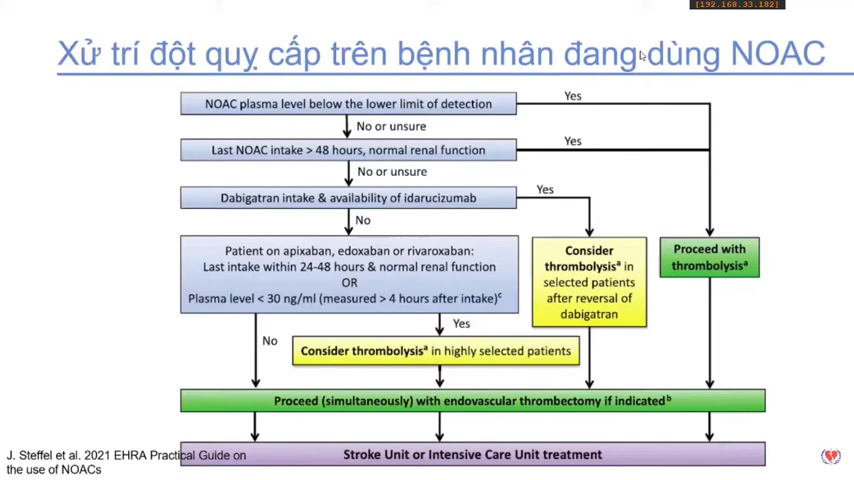 [192.168.33.182]
Xử trí đột quỵ cấp trên bệnh nhân đang dùng NOAC
NOAC plasma level below the lower limit of detection
Yes
No or unsure
Last NOAC intake > 48 hours, normal renal function
Yes
No or unsure
Dabigatran intake & availability of idarucizumab
Yes
No
Patient on apixaban, edoxaban or rivaroxaban:
Last intake within 24-48 hours & normal renal function
OR
Plasma level < 30 ng/ml (measured > 4 hours after intake)c
Consider
thrombolysisa in
selected patients
after reversal of
dabigatran
Proceed with
thrombolysisa
No
Yes
Consider thrombolysisa in highly selected patients
Proceed (simultaneously) with endovascular thrombectomy if indicatedb
Stroke Unit or Intensive Care Unit treatment
J. Steffel et al. 2021 EHRA Practical Guide on
the use of NOACs